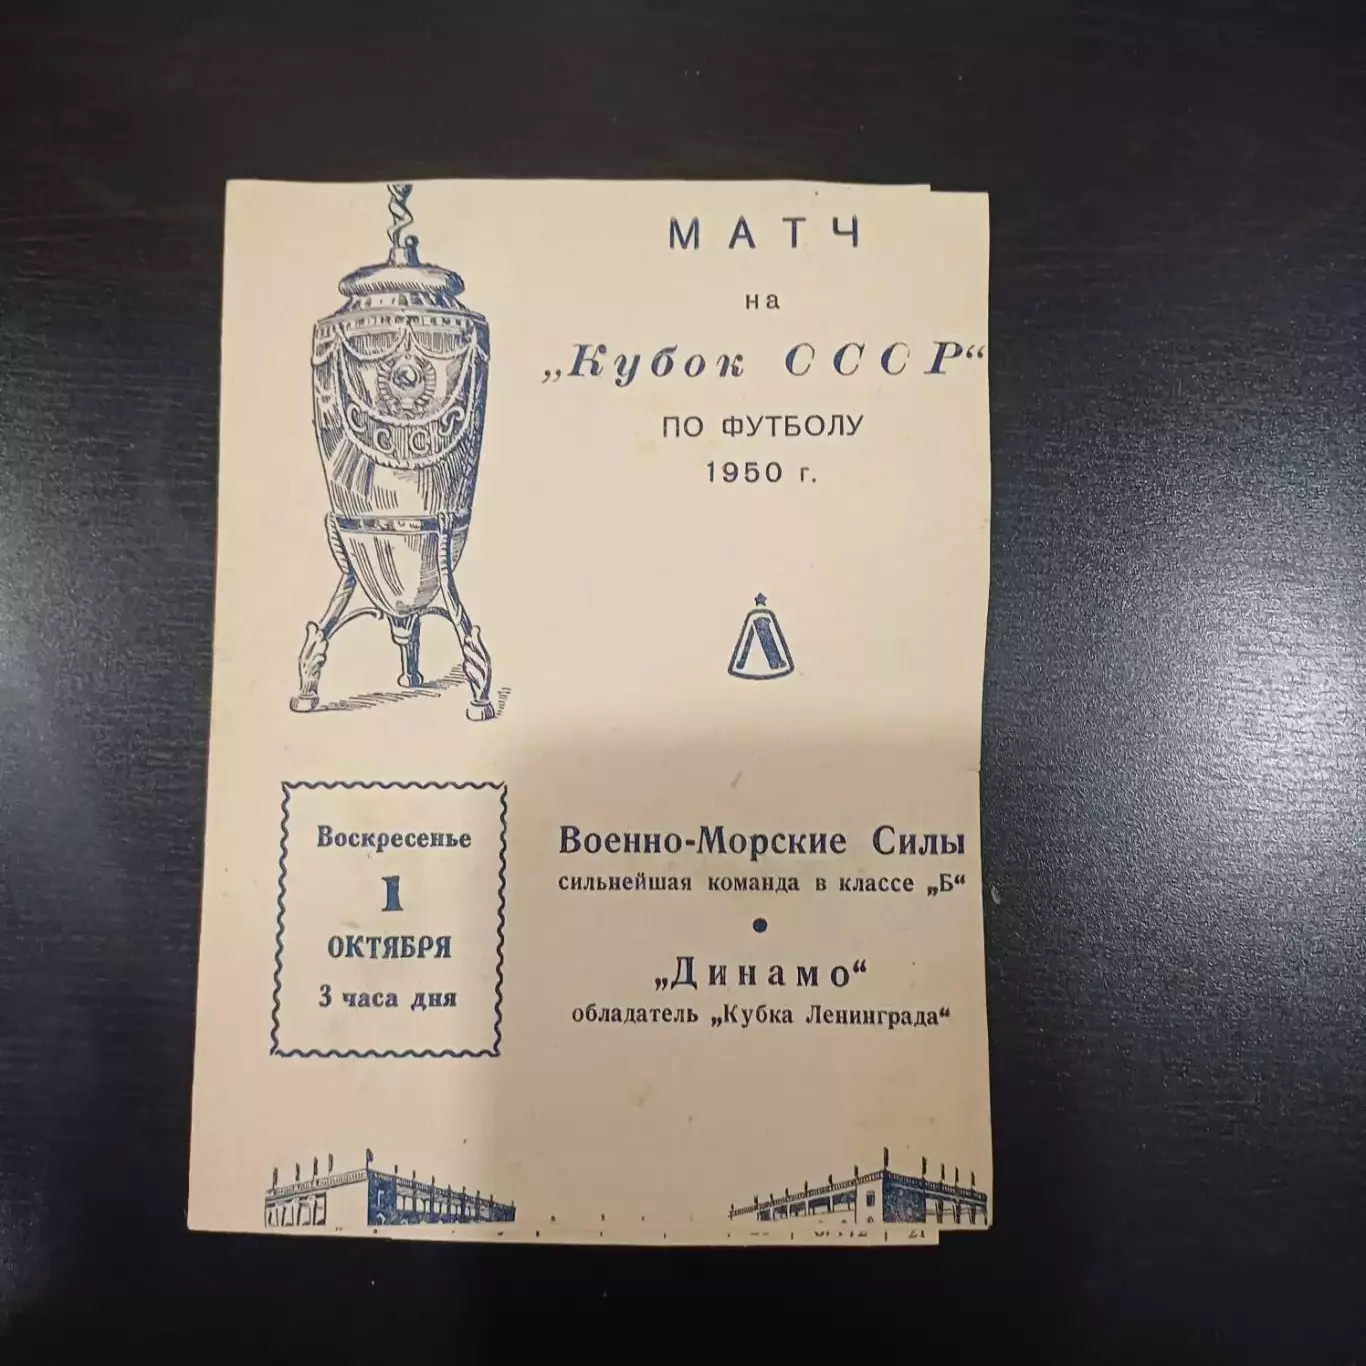 МАТЧ
на
„Кубок СССР“
ПО ФУТБОЛУ
1950 г.
СССР
Л
Воскресенье
1
ОКТЯБРЯ
3 часа дня
Военно-Морские Силы
сильнейшая команда в классе „Б“
„Динамо“
обладатель „Кубка Ленинграда“